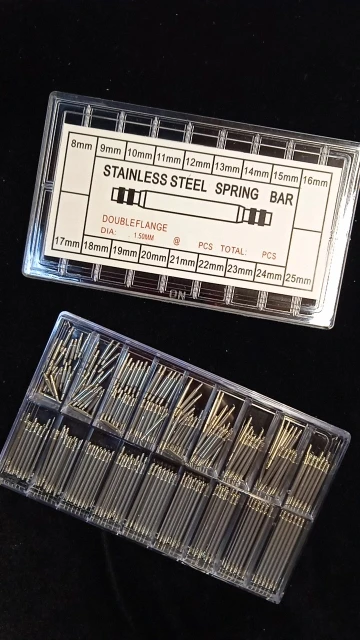 8mm 9mm 10mm 11mm 12mm 13mm 14mm 15mm 16mm
STAINLESS STEEL SPRING BAR
DOUBLEFLANGE
DIA: 1.50MM @ PCS TOTAL: PCS
17mm 18mm 19mm 20mm 21mm 22mm 23mm 24mm 25mm